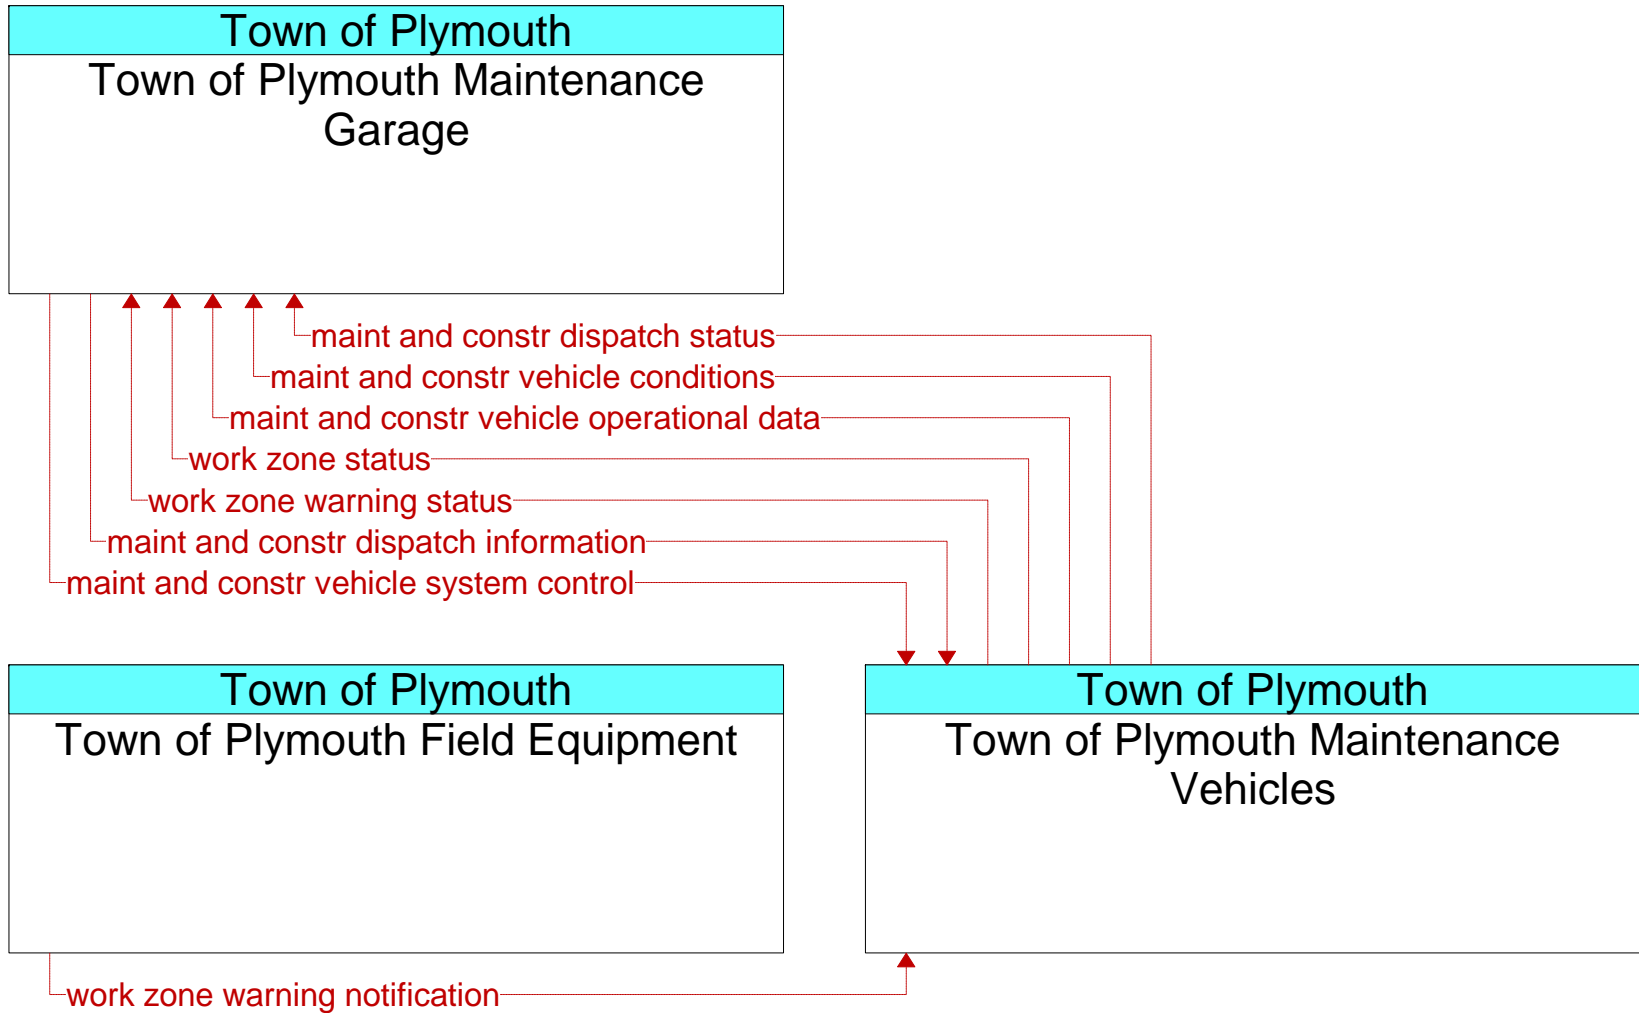 Town of Plymouth
Town of Plymouth Maintenance
Garage
maint and constr dispatch status
maint and constr vehicle conditions
maint and constr vehicle operational data
work zone status
work zone warning status
maint and constr dispatch information
maint and constr vehicle system control
Town of Plymouth
Town of Plymouth Field Equipment
Town of Plymouth
Town of Plymouth Maintenance
Vehicles
work zone warning notification